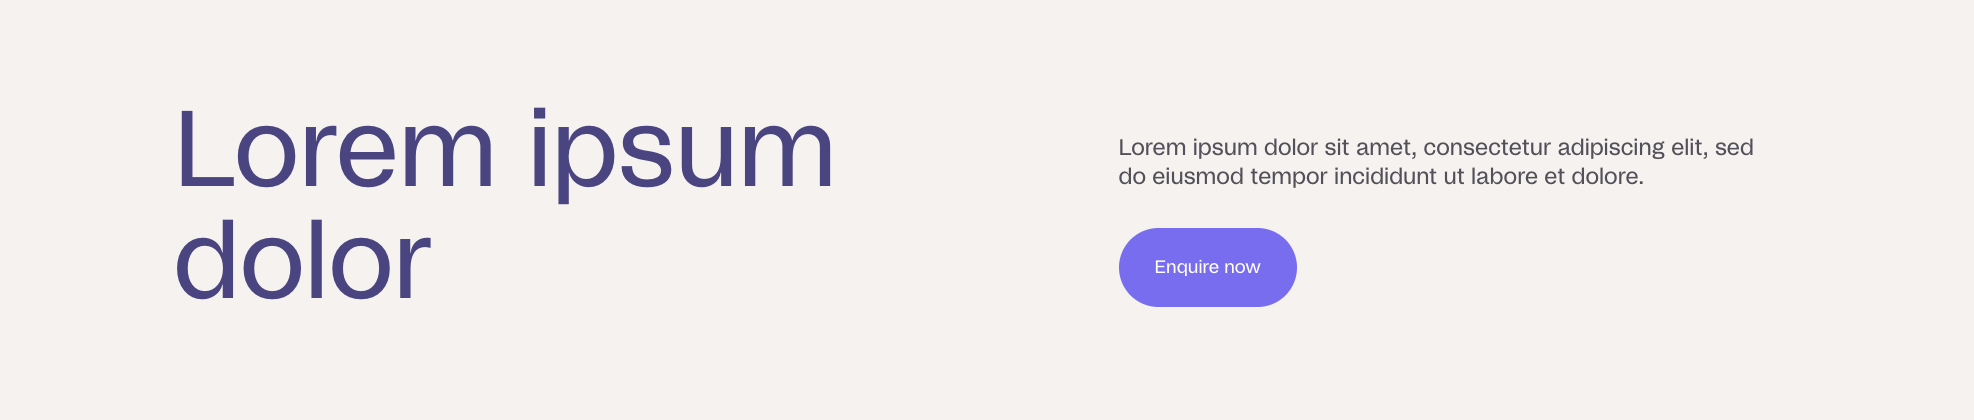 Lorem ipsum
dolor
Lorem ipsum dolor sit amet, consectetur adipiscing elit, sed
do eiusmod tempor incididunt ut labore et dolore.
Enquire now